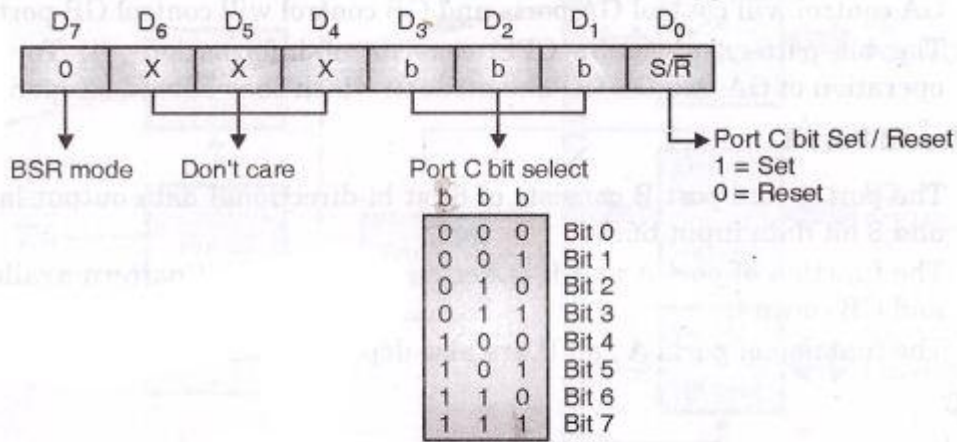 D7 D6 D5 D4 D3 D2 D1 D0
0 X X X b b b S/R̅
BSR mode
Don't care
Port C bit select
Port C bit Set / Reset
1 = Set
0 = Reset
b b b
0 0 0 Bit 0
0 0 1 Bit 1
0 1 0 Bit 2
0 1 1 Bit 3
1 0 0 Bit 4
1 0 1 Bit 5
1 1 0 Bit 6
1 1 1 Bit 7